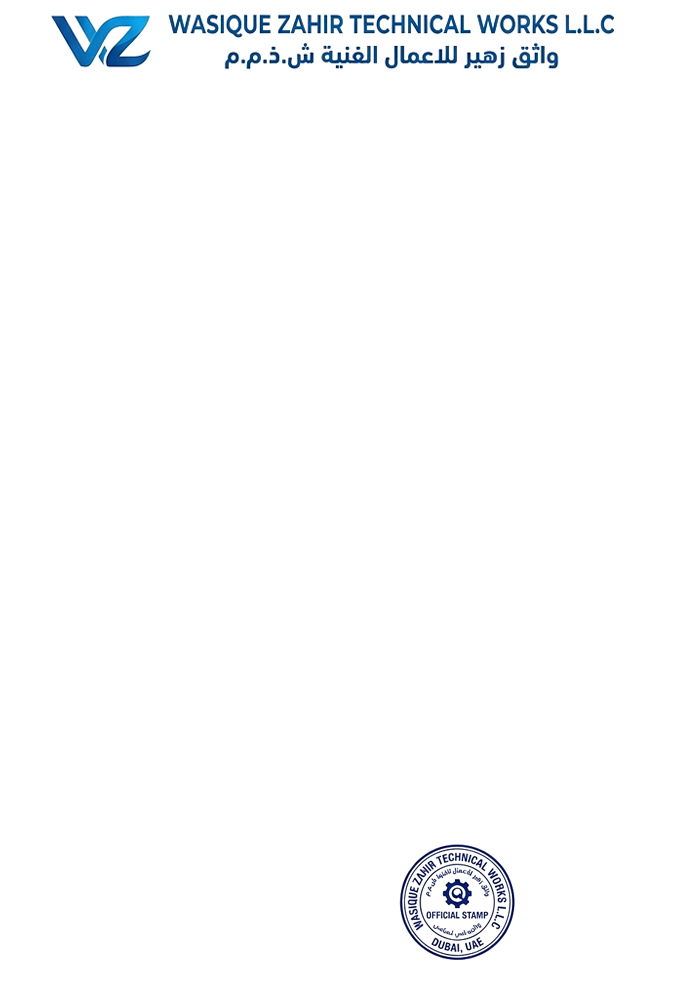 WASIQUE ZAHIR TECHNICAL WORKS L.L.C
واثق زهير للاعمال الفنية ش.ذ.م.م
WASIQUE ZAHIR TECHNICAL WORKS L.L.C
OFFICIAL STAMP
DUBAI, UAE